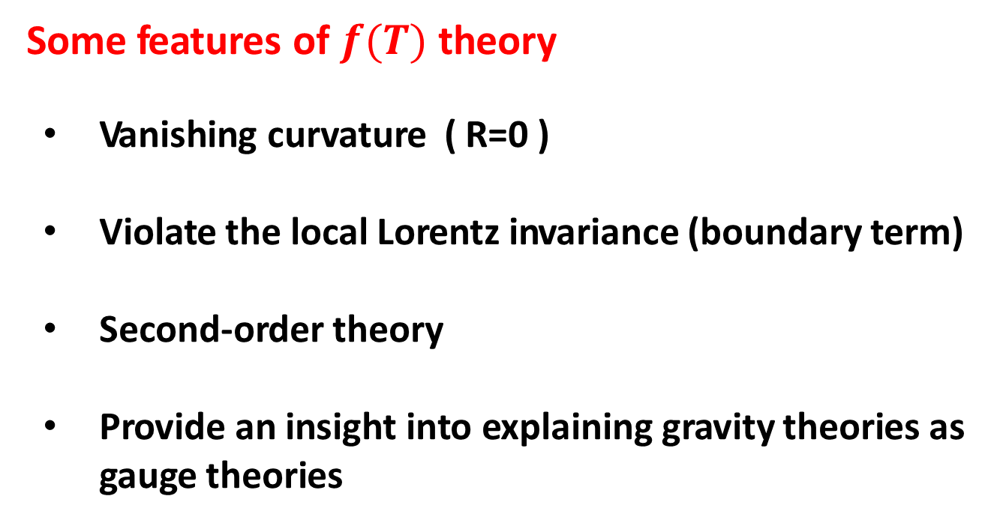 Some features of f(T) theory
• Vanishing curvature ( R=0 )
• Violate the local Lorentz invariance (boundary term)
• Second-order theory
• Provide an insight into explaining gravity theories as
gauge theories